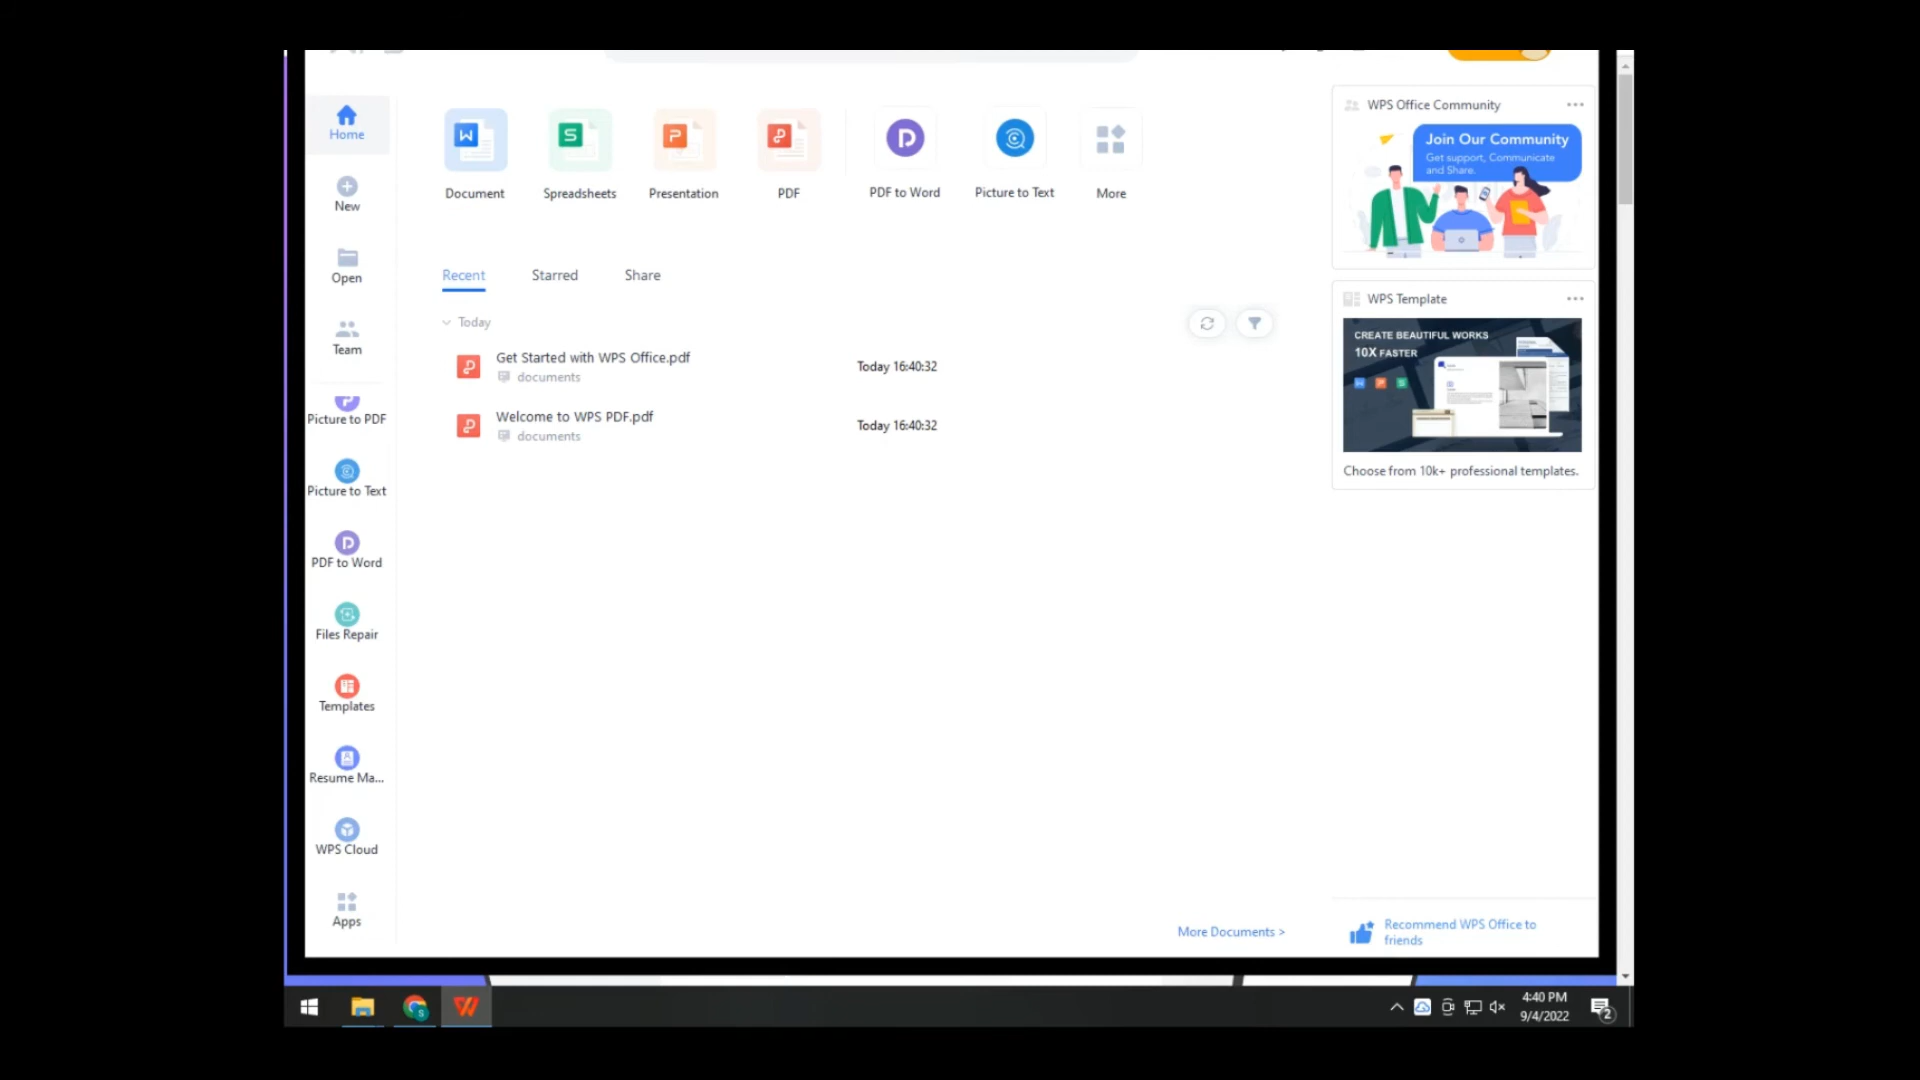 Home
New
Open
Team
Picture to PDF
Picture to Text
PDF to Word
Files Repair
Templates
Resume Ma...
WPS Cloud
Apps
Document
Spreadsheets
Presentation
PDF
PDF to Word
Picture to Text
More
Recent
Starred
Share
Today
Get Started with WPS Office.pdf
documents
Today 16:40:32
Welcome to WPS PDF.pdf
documents
Today 16:40:32
More Documents >
WPS Office Community
Join Our Community
Get support, Communicate
and Share.
WPS Template
CREATE BEAUTIFUL WORKS
10X FASTER
Choose from 10k+ professional templates.
Recommend WPS Office to
friends
4:40 PM
9/4/2022
2